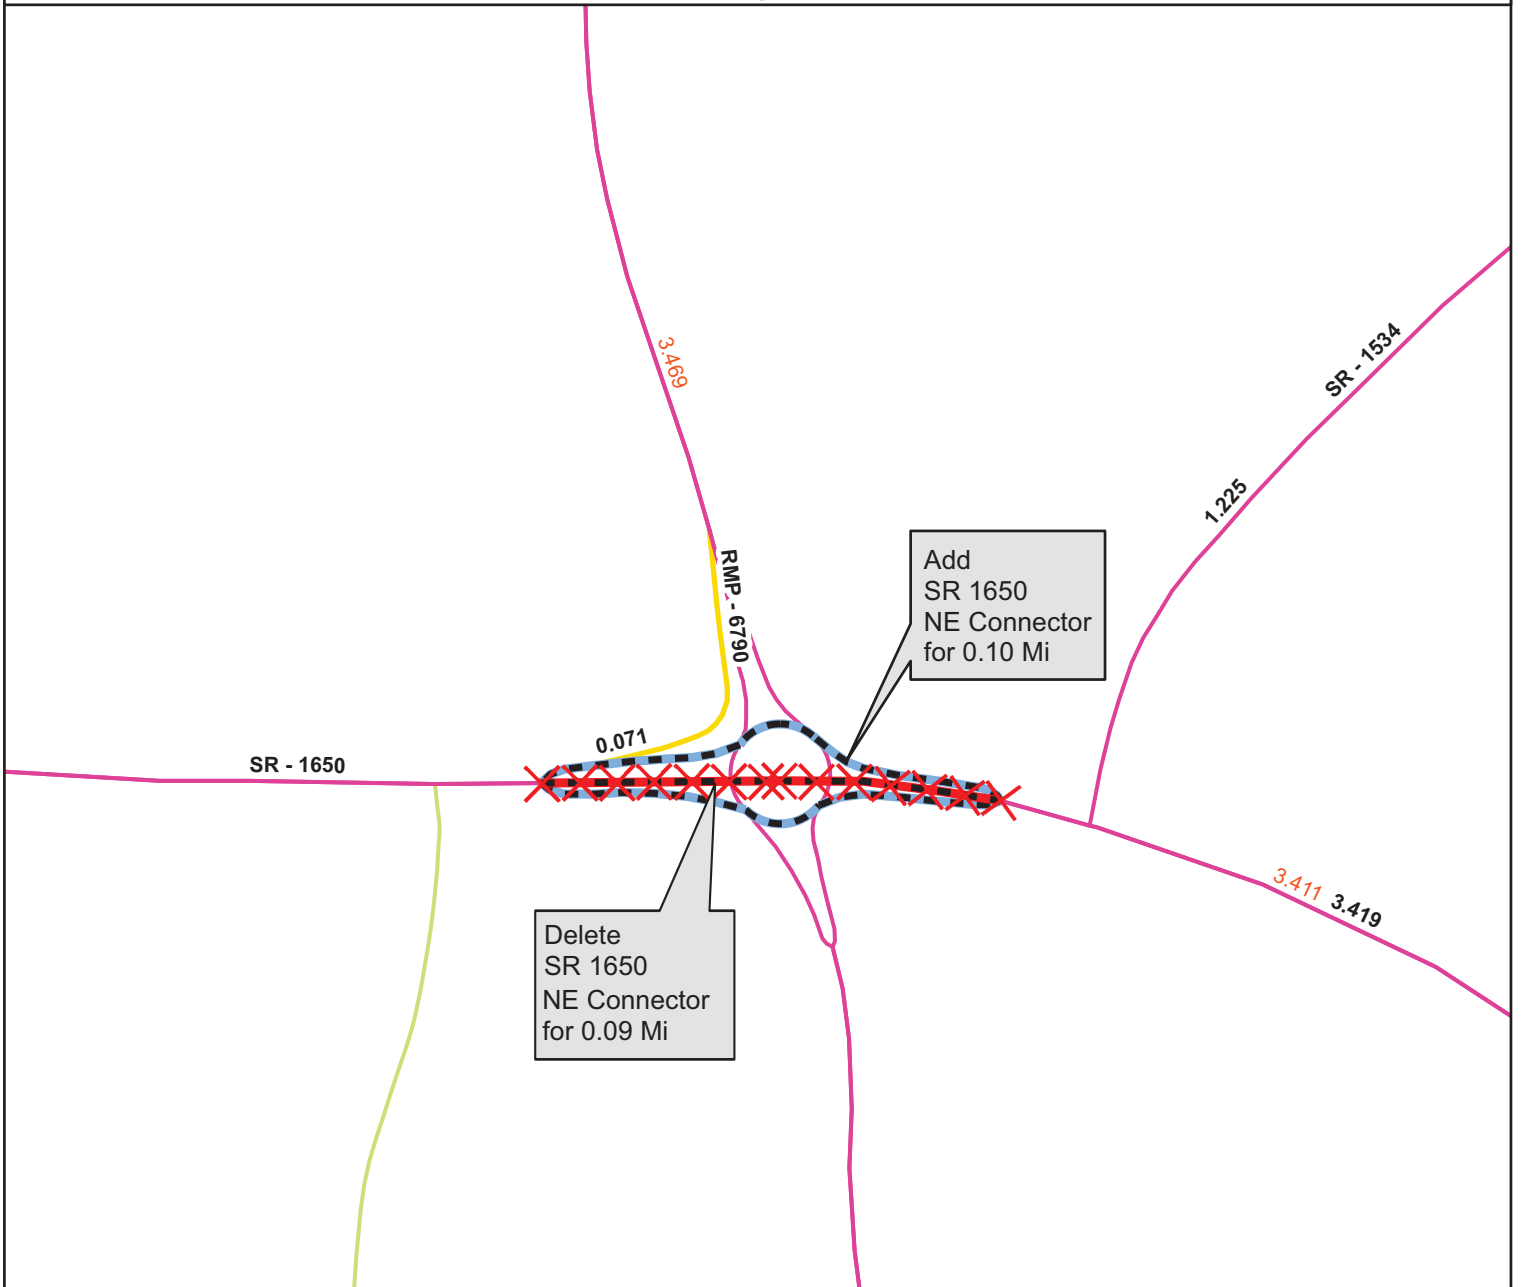 3.469
SR - 1534
1.225
RMP - 6790
Add
SR 1650
NE Connector
for 0.10 Mi
0.071
SR - 1650
3.411
3.419
Delete
SR 1650
NE Connector
for 0.09 Mi